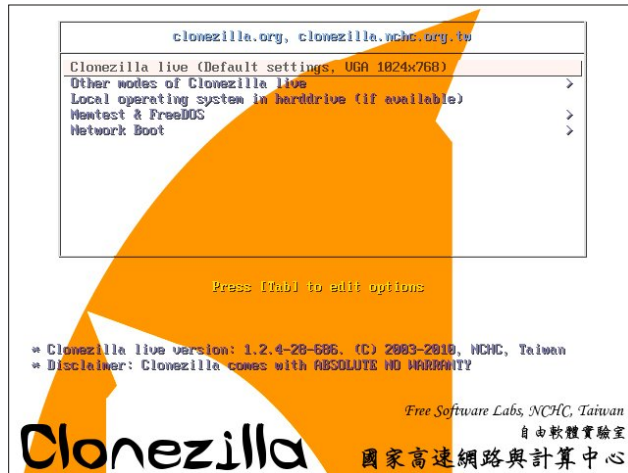 clonezilla.org, clonezilla.nchc.org.tw
Clonezilla live (Default settings, VGA 1024x768)
Other modes of Clonezilla live >
Local operating system in harddrive (if available)
Memtest & FreeDOS >
Network Boot >
Press [Tab] to edit options
* Clonezilla live version: 1.2.4-28-686. (C) 2003-2010, NCHC, Taiwan
* Disclaimer: Clonezilla comes with ABSOLUTE NO WARRANTY
Free Software Labs, NCHC, Taiwan
自由軟體實驗室
Clonezilla 國家高速網路與計算中心